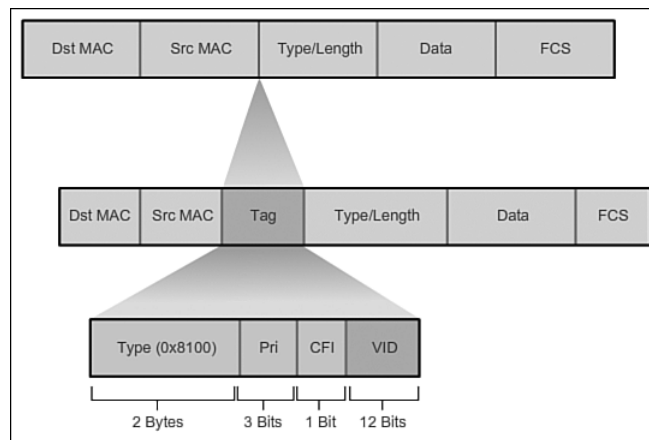 Dst MAC Src MAC Type/Length Data FCS
Dst MAC Src MAC Tag Type/Length Data FCS
Type (0x8100) Pri CFI VID
2 Bytes 3 Bits 1 Bit 12 Bits